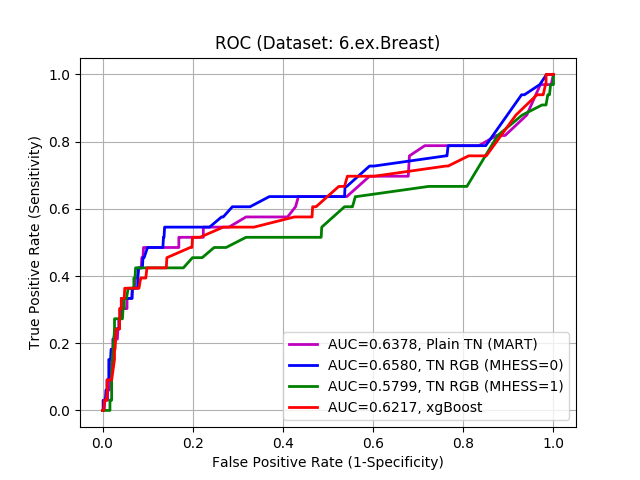 ROC (Dataset: 6.ex.Breast)
True Positive Rate (Sensitivity)
1.0
0.8
0.6
0.4
0.2
0.0
AUC=0.6378, Plain TN (MART)
AUC=0.6580, TN RGB (MHESS=0)
AUC=0.5799, TN RGB (MHESS=1)
AUC=0.6217, xgBoost
0.0 0.2 0.4 0.6 0.8 1.0
False Positive Rate (1-Specificity)